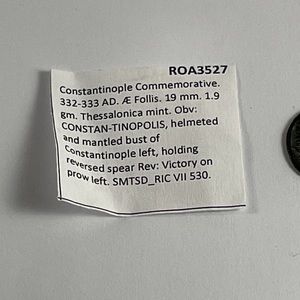 ROA3527
Constantinople Commemorative.
332-333 AD. Æ Follis. 19 mm. 1.9
gm. Thessalonica mint. Obv:
CONSTAN-TINOPOLIS, helmeted
and mantled bust of
Constantinople left, holding
reversed spear Rev: Victory on
prow left. SMTSD_RIC VII 530.